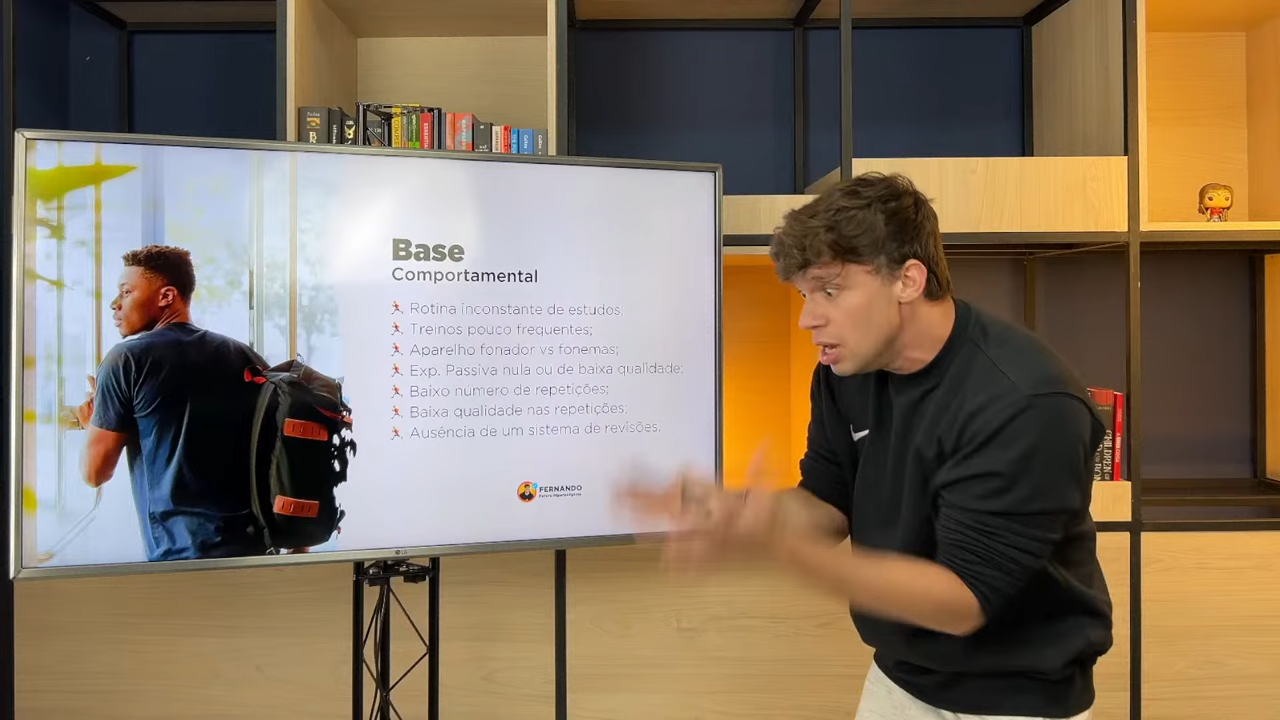 Base
Comportamental
Rotina inconstante de estudos;
Treinos pouco frequentes;
Aparelho fonador vs fonemas;
Exp. Passiva nula ou de baixa qualidade;
Baixo número de repetições;
Baixa qualidade nas repetições;
Ausência de um sistema de revisões.
FERNANDO
LG